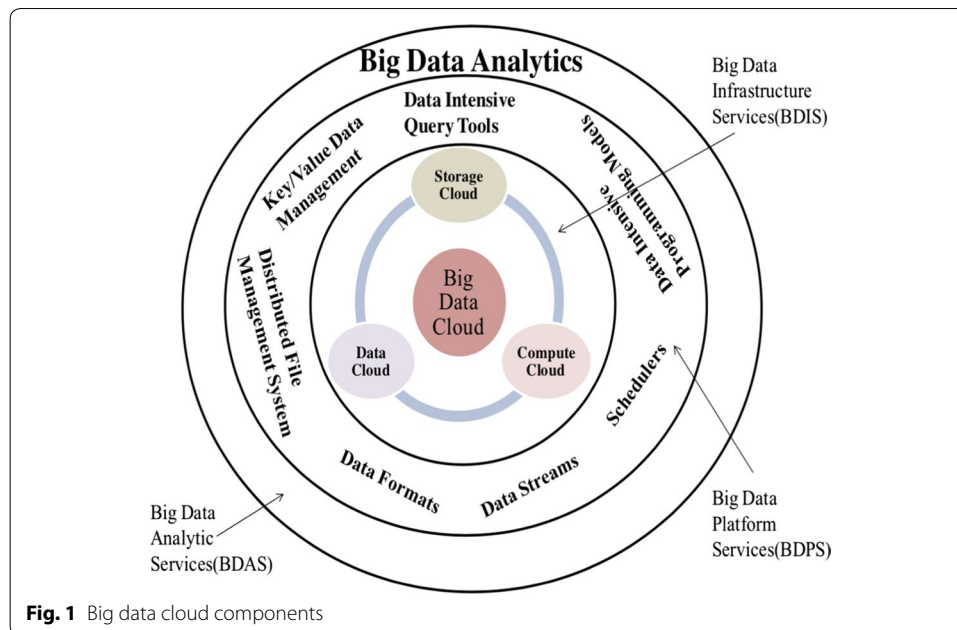 Big Data Analytics
Data Intensive
Query Tools
Key/Value Data
Management
Data Intensive
Programming Models
Big Data
Infrastructure
Services(BDIS)
Storage
Cloud
Big
Data
Cloud
Data
Cloud
Compute
Cloud
Distributed File
Management System
Schedulers
Data Formats
Data Streams
Big Data
Analytic
Services(BDAS)
Big Data
Platform
Services(BDPS)
Fig. 1 Big data cloud components